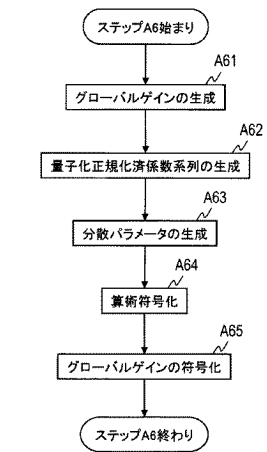 ステップA6始まり
A61
グローバルゲインの生成
A62
量子化正規化済係数系列の生成
A63
分散パラメータの生成
A64
算術符号化
A65
グローバルゲインの符号化
ステップA6終わり